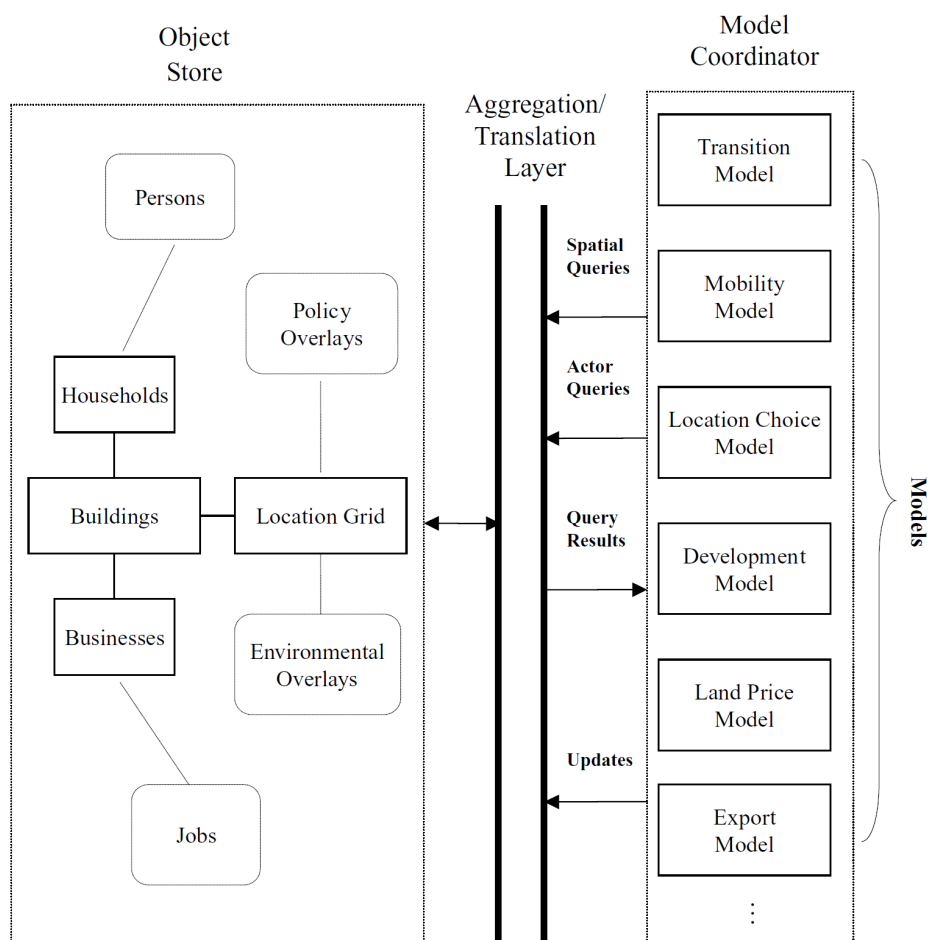 Object
Store
Persons
Policy
Overlays
Households
Buildings
Location Grid
Businesses
Environmental
Overlays
Jobs
Aggregation/
Translation
Layer
Spatial
Queries
Actor
Queries
Query
Results
Updates
Model
Coordinator
Transition
Model
Mobility
Model
Location Choice
Model
Development
Model
Land Price
Model
Export
Model
⋮
Models